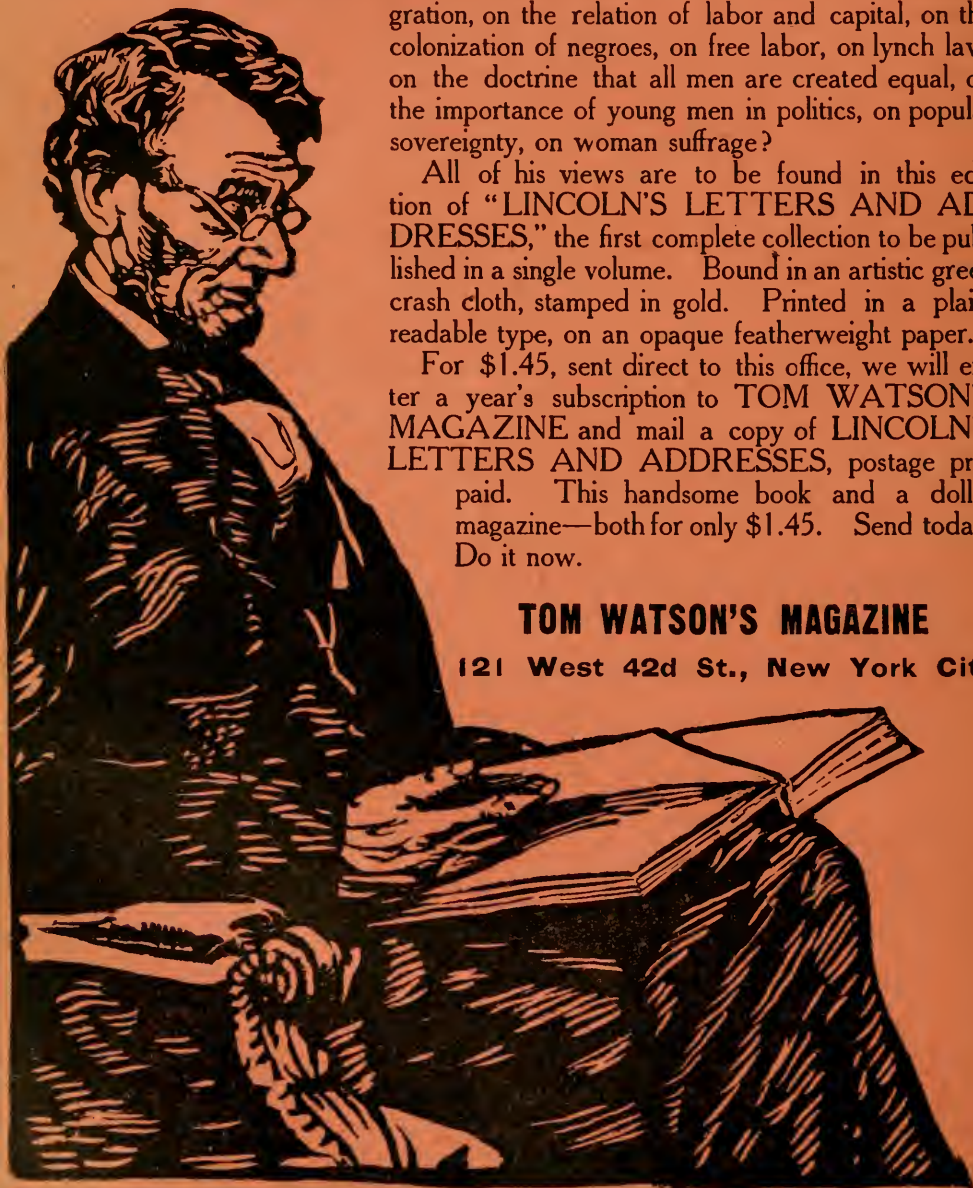 gration, on the relation of labor and capital, on th
colonization of negroes, on free labor, on lynch law
on the doctrine that all men are created equal, o
the importance of young men in politics, on popul
sovereignty, on woman suffrage?
All of his views are to be found in this ed
tion of "LINCOLN'S LETTERS AND AD
DRESSES," the first complete collection to be pub
lished in a single volume. Bound in an artistic gree
crash cloth, stamped in gold. Printed in a plai
readable type, on an opaque featherweight paper.
For $1.45, sent direct to this office, we will e
ter a year's subscription to TOM WATSON
MAGAZINE and mail a copy of LINCOLN
LETTERS AND ADDRESSES, postage pr
paid. This handsome book and a doll
magazine—both for only $1.45. Send toda
Do it now.
TOM WATSON'S MAGAZINE
121 West 42d St., New York Cit